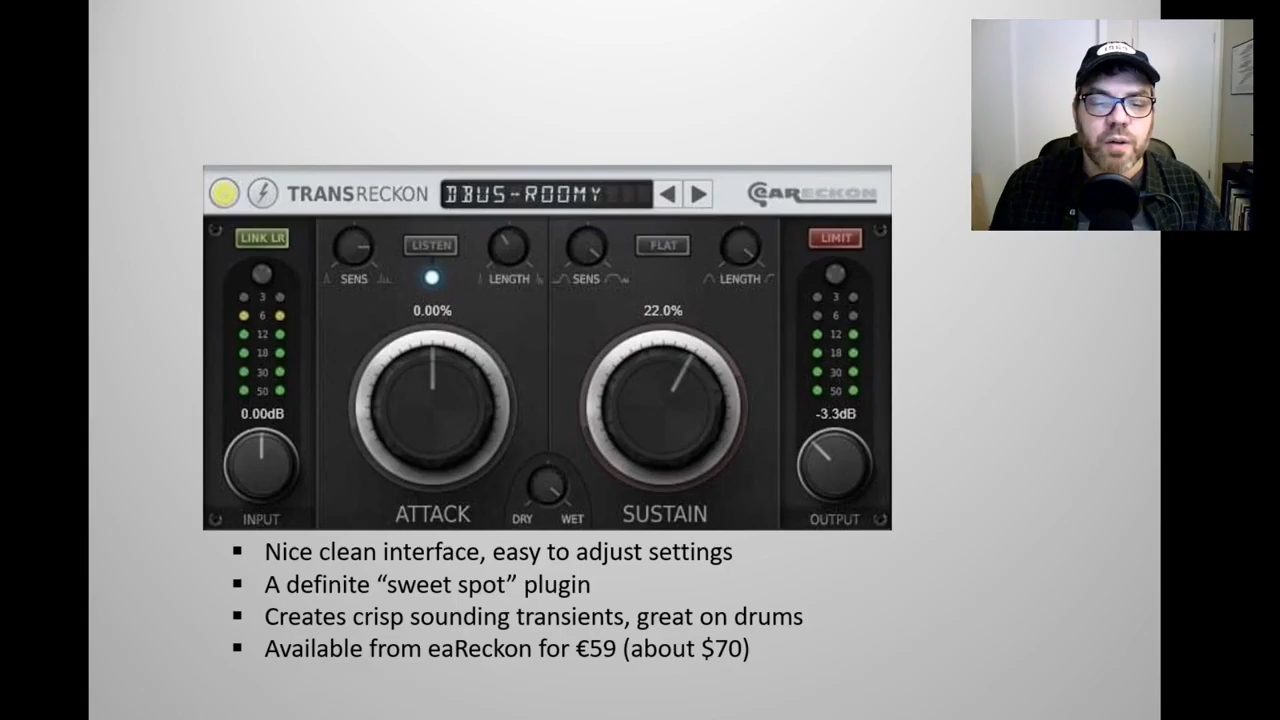 TRANSRECKON
DBUS-ROOMY
EARECKON
LINK LR
SENS
LISTEN
LENGTH
SENS
FLAT
LENGTH
LIMIT
0.00%
22.0%
3
6
12
18
30
50
3
6
12
18
30
50
0.00dB
-3.3dB
INPUT
ATTACK
DRY
WET
SUSTAIN
OUTPUT
▪ Nice clean interface, easy to adjust settings
▪ A definite “sweet spot” plugin
▪ Creates crisp sounding transients, great on drums
▪ Available from eaReckon for €59 (about $70)